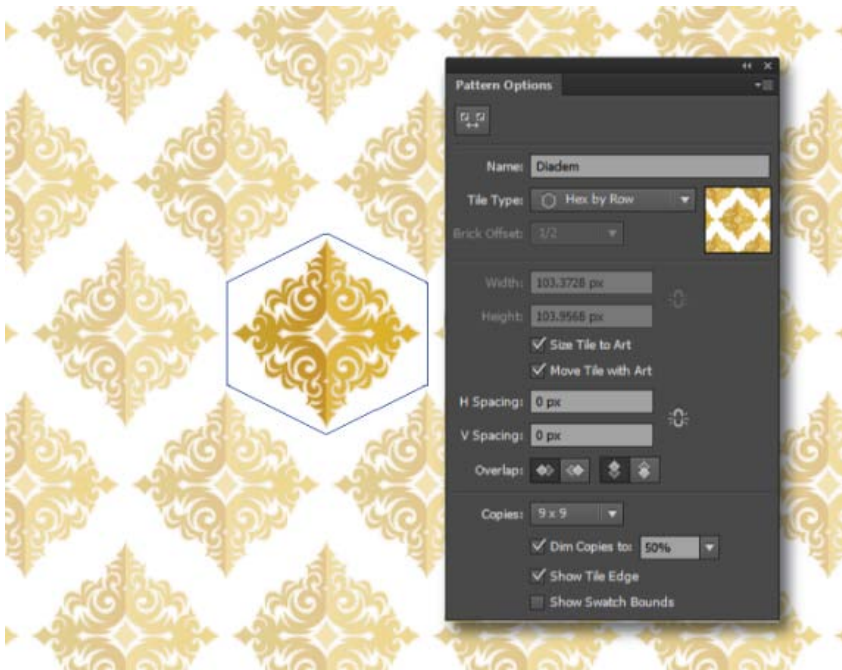 Pattern Options
Name: Diadem
Tile Type: Hex by Row
Brick Offset: 1/2
Width: 103.3728 px
Height: 103.9568 px
Size Tile to Art
Move Tile with Art
H Spacing: 0 px
V Spacing: 0 px
Overlap:
Copies: 9 x 9
Dim Copies to: 50%
Show Tile Edge
Show Swatch Bounds